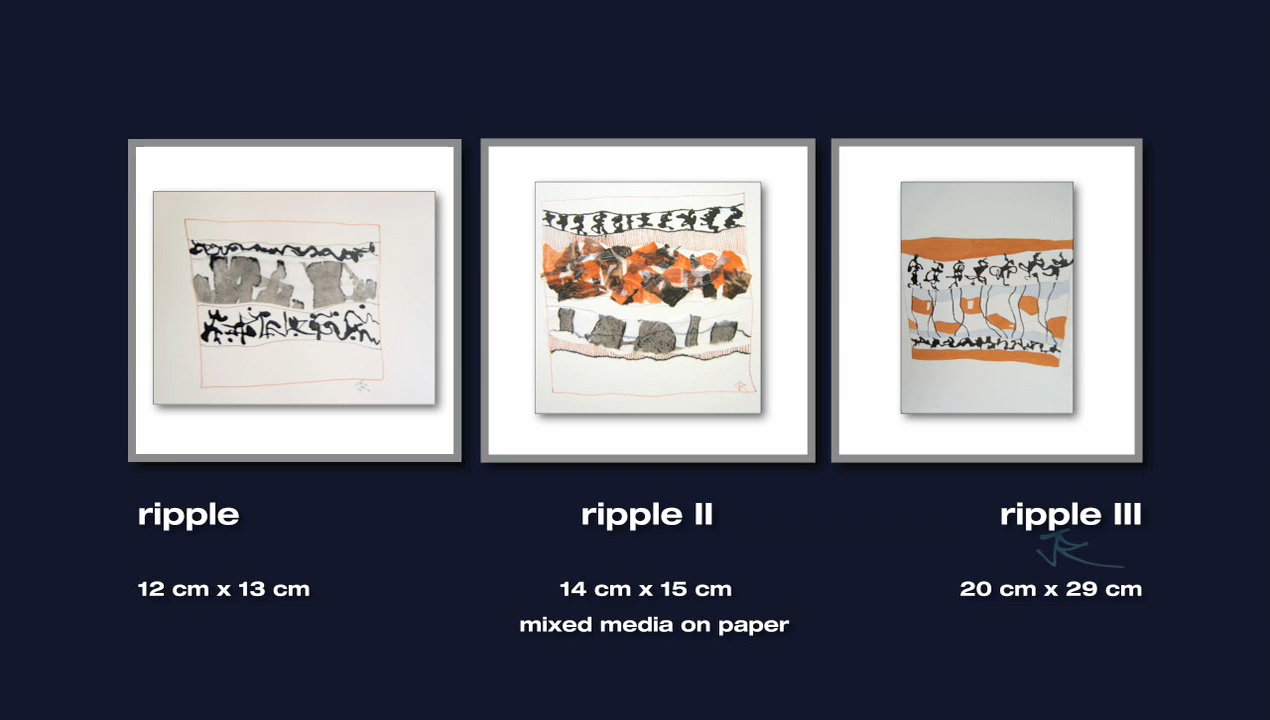 ripple
ripple II
ripple III
12 cm x 13 cm
14 cm x 15 cm
20 cm x 29 cm
mixed media on paper